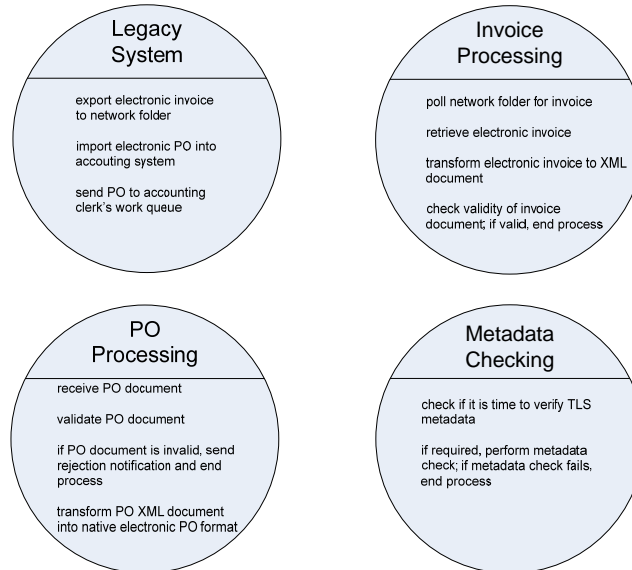 Legacy
System
export electronic invoice
to network folder
import electronic PO into
accouting system
send PO to accounting
clerk's work queue
Invoice
Processing
poll network folder for invoice
retrieve electronic invoice
transform electronic invoice to XML
document
check validity of invoice
document; if valid, end process
PO
Processing
receive PO document
validate PO document
if PO document is invalid, send
rejection notification and end
process
transform PO XML document
into native electronic PO format
Metadata
Checking
check if it is time to verify TLS
metadata
if required, perform metadata
check; if metadata check fails,
end process